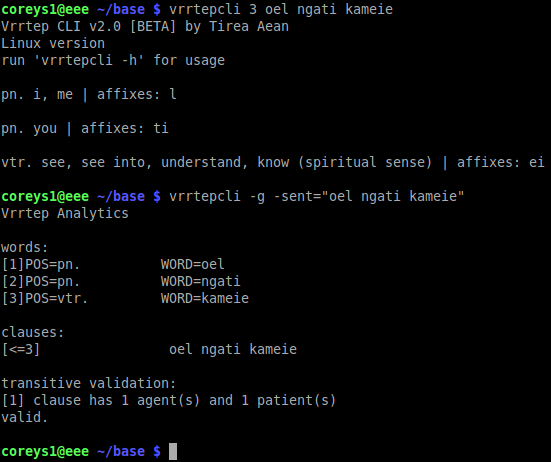 coreys1@eee ~/base $ vrrtepcli 3 oel ngati kameie
Vrrtep CLI v2.0 [BETA] by Tirea Aean
Linux version
run 'vrrtepcli -h' for usage
pn. i, me | affixes: l
pn. you | affixes: ti
vtr. see, see into, understand, know (spiritual sense) | affixes: ei
coreys1@eee ~/base $ vrrtepcli -g -sent="oel ngati kameie"
Vrrtep Analytics
words:
[1]POS=pn. WORD=oel
[2]POS=pn. WORD=ngati
[3]POS=vtr. WORD=kameie
clauses:
[<=3] oel ngati kameie
transitive validation:
[1] clause has 1 agent(s) and 1 patient(s)
valid.
coreys1@eee ~/base $